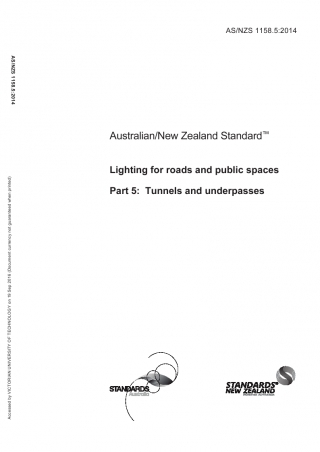 AS/NZS 1158.5:2014
AS/NZS 1158.5:2014
Australian/New Zealand Standard™
Lighting for roads and public spaces
Part 5: Tunnels and underpasses
Accessed by VICTORIAN UNIVERSITY OF TECHNOLOGY on 16 Sep 2015 (Document currency not guaranteed when printed)
STANDARDS
Australia
STANDARDS
NEW ZEALAND